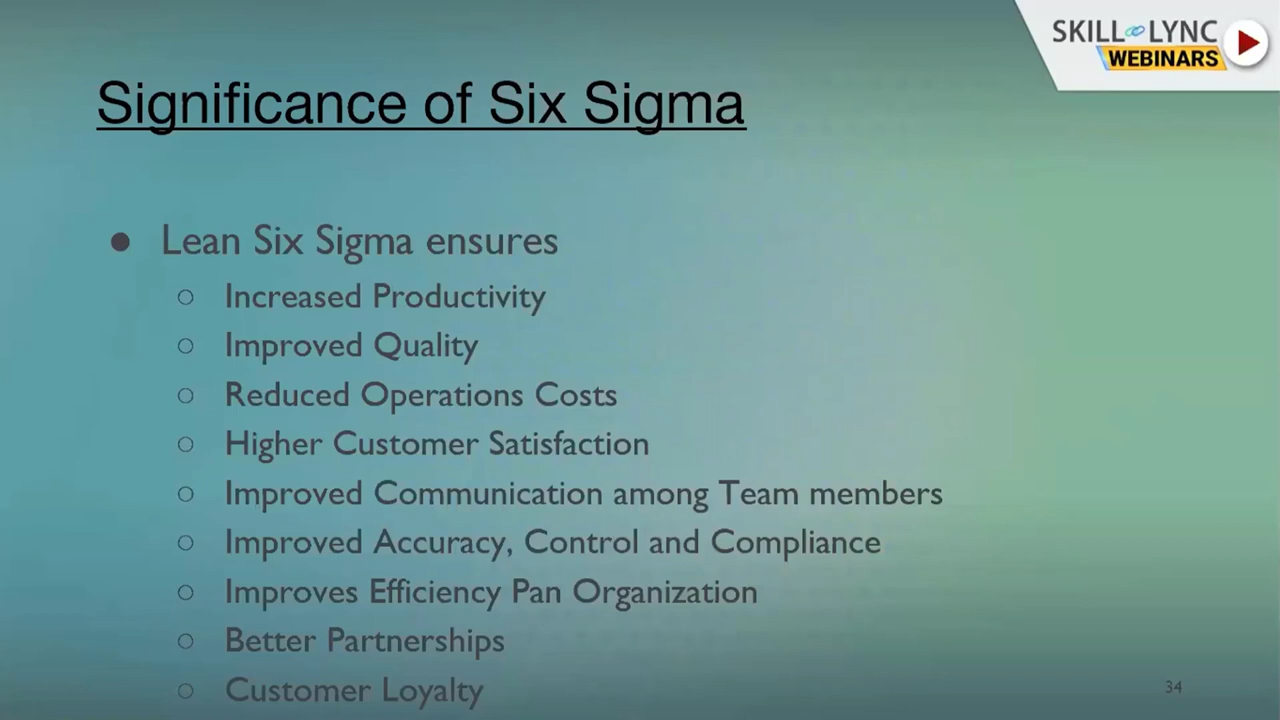 SKILL LYNC
WEBINARS
Significance of Six Sigma
● Lean Six Sigma ensures
○ Increased Productivity
○ Improved Quality
○ Reduced Operations Costs
○ Higher Customer Satisfaction
○ Improved Communication among Team members
○ Improved Accuracy, Control and Compliance
○ Improves Efficiency Pan Organization
○ Better Partnerships
○ Customer Loyalty
34